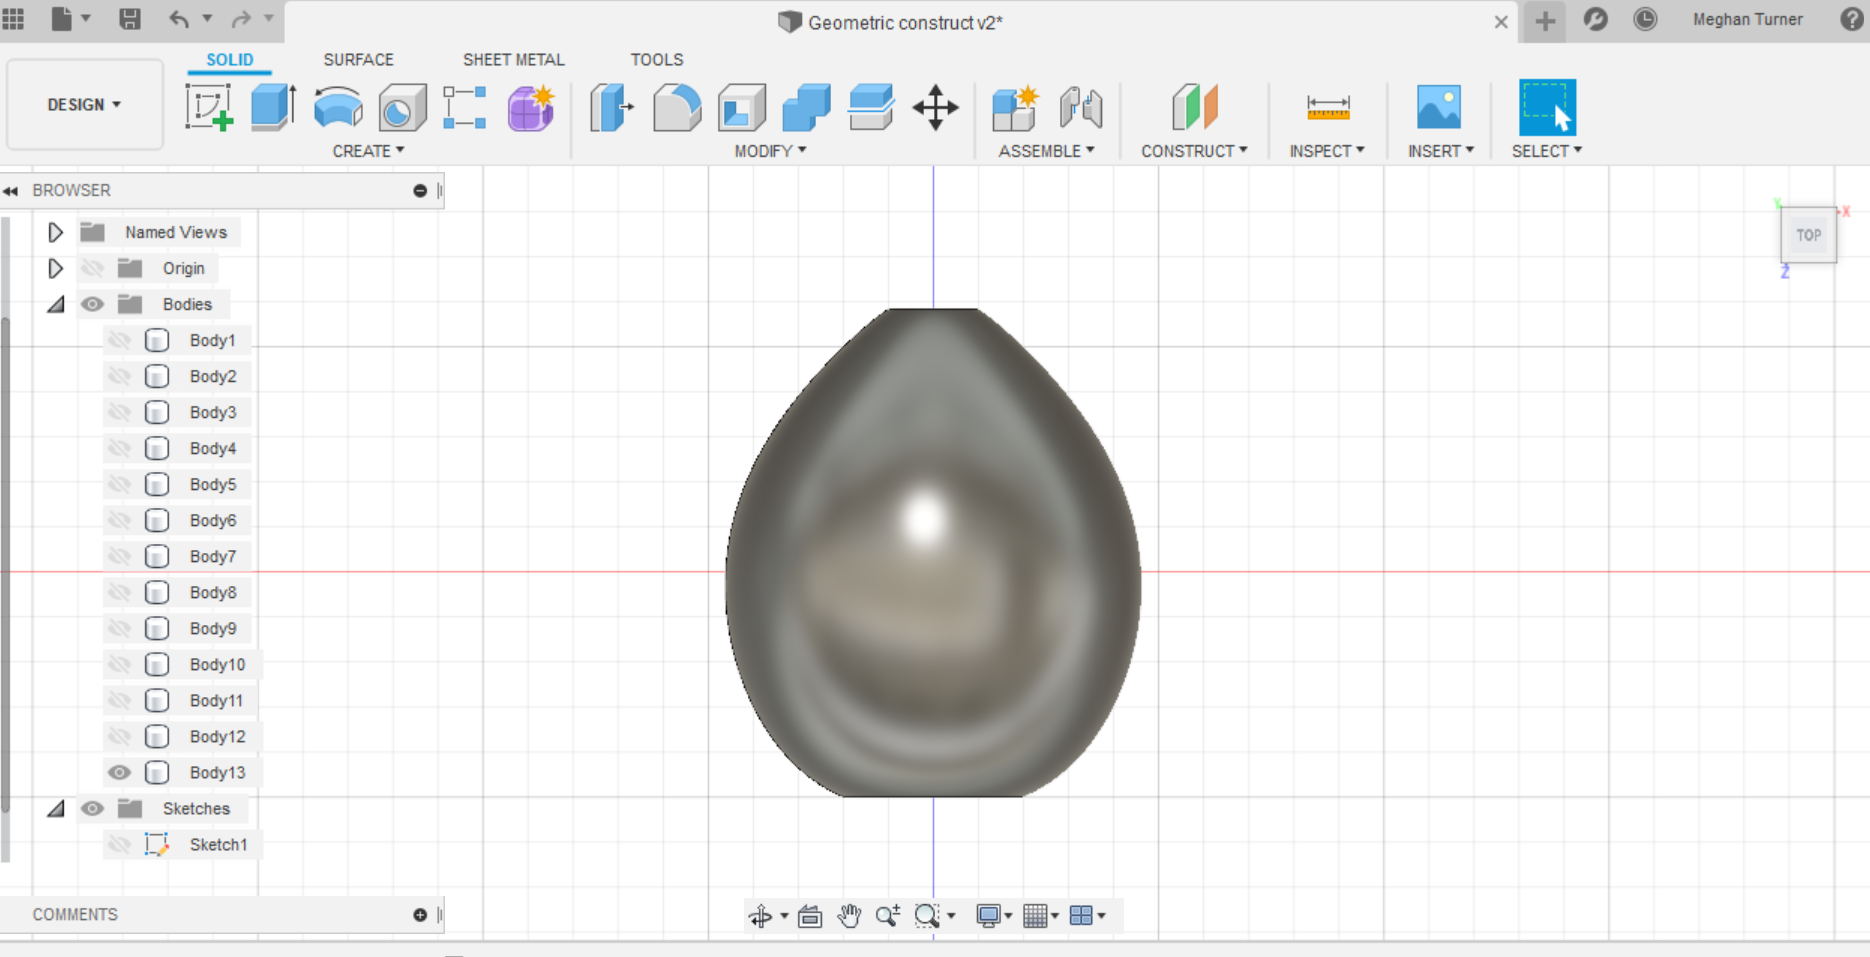 Geometric construct v2*
Meghan Turner
DESIGN
SOLID SURFACE SHEET METAL TOOLS
CREATE MODIFY ASSEMBLE CONSTRUCT INSPECT INSERT SELECT
BROWSER
Named Views
Origin
Bodies
Body1
Body2
Body3
Body4
Body5
Body6
Body7
Body8
Body9
Body10
Body11
Body12
Body13
Sketches
Sketch1
COMMENTS
Y
X
TOP
Z